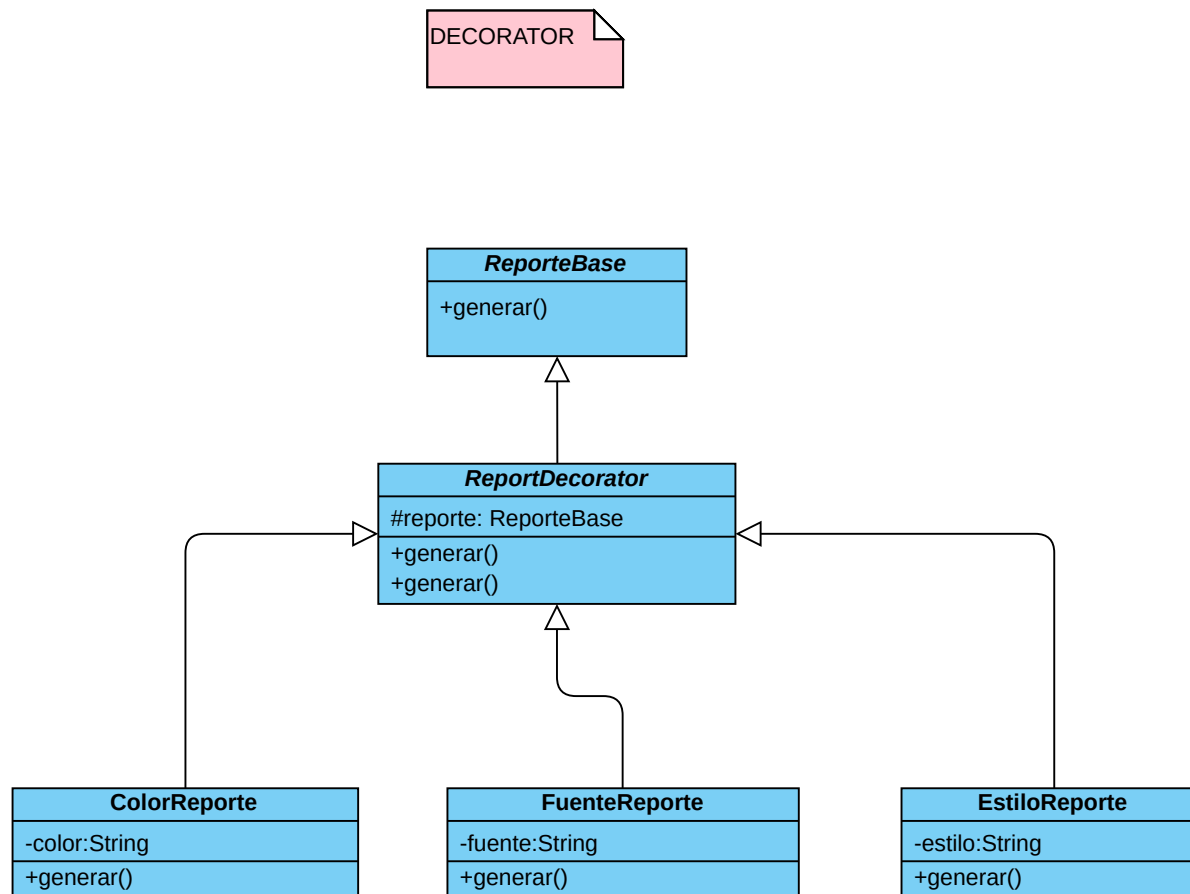 DECORATOR
ReporteBase
+generar()
ReportDecorator
#reporte: ReporteBase
+generar()
+generar()
ColorReporte
-color:String
+generar()
FuenteReporte
-fuente:String
+generar()
EstiloReporte
-estilo:String
+generar()